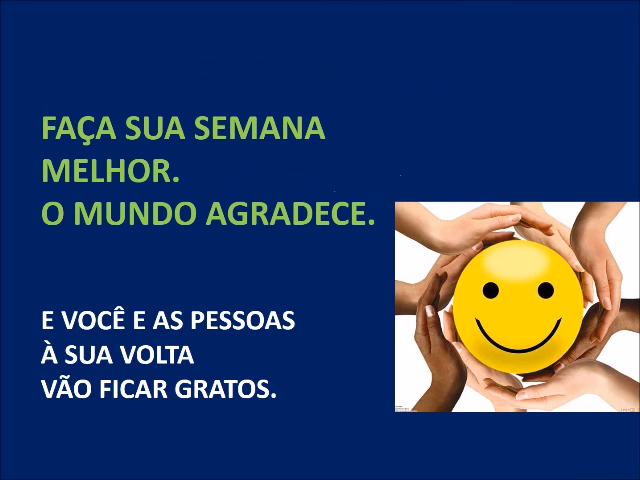 FAÇA SUA SEMANA
MELHOR.
O MUNDO AGRADECE.
E VOCÊ E AS PESSOAS
À SUA VOLTA
VÃO FICAR GRATOS.